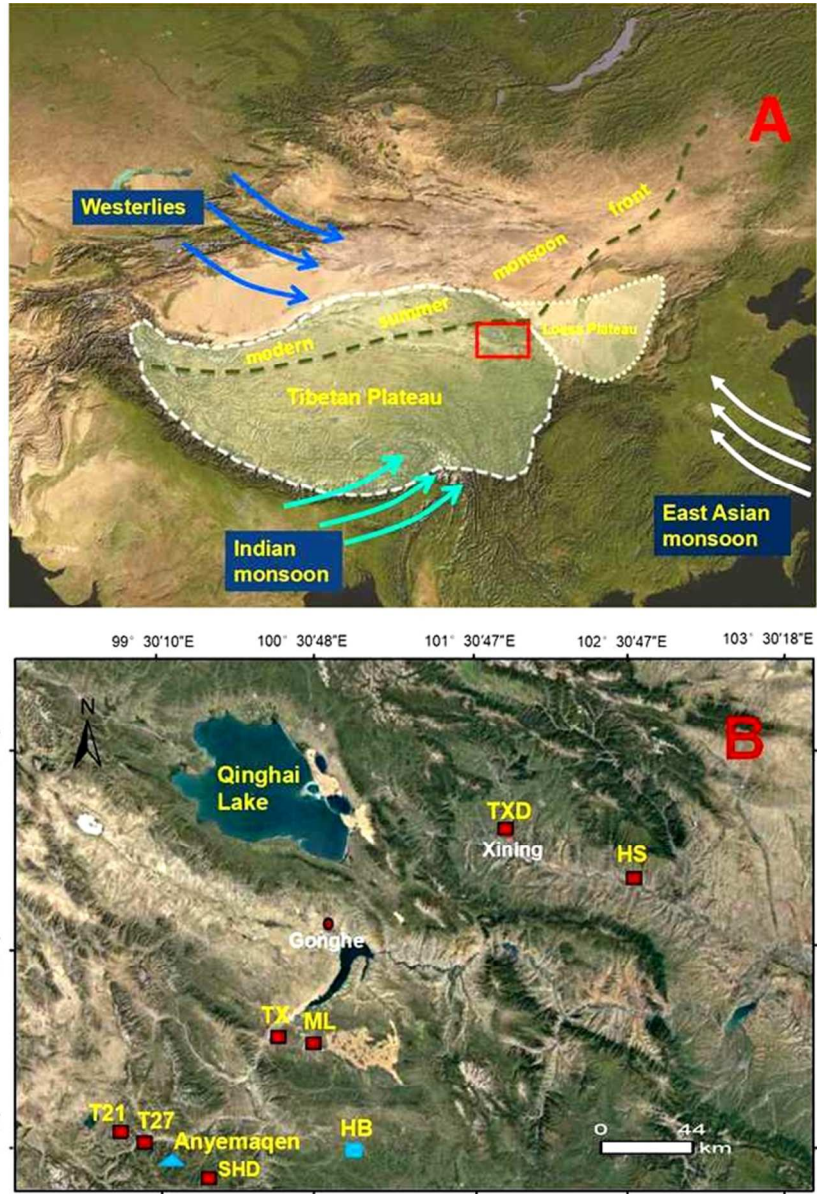 A
Westerlies
front
monsoon
summer
Loess Plateau
modern
Tibetan Plateau
Indian
monsoon
East Asian
monsoon
99° 30'10"E 100° 30'48"E 101° 30'47"E 102° 30'47"E 103° 30'18"E
N
B
Qinghai
Lake
TXD
Xining
HS
Gonghe
TX ML
T21 T27
Anyemaqen
HB
SHD
0 44
km